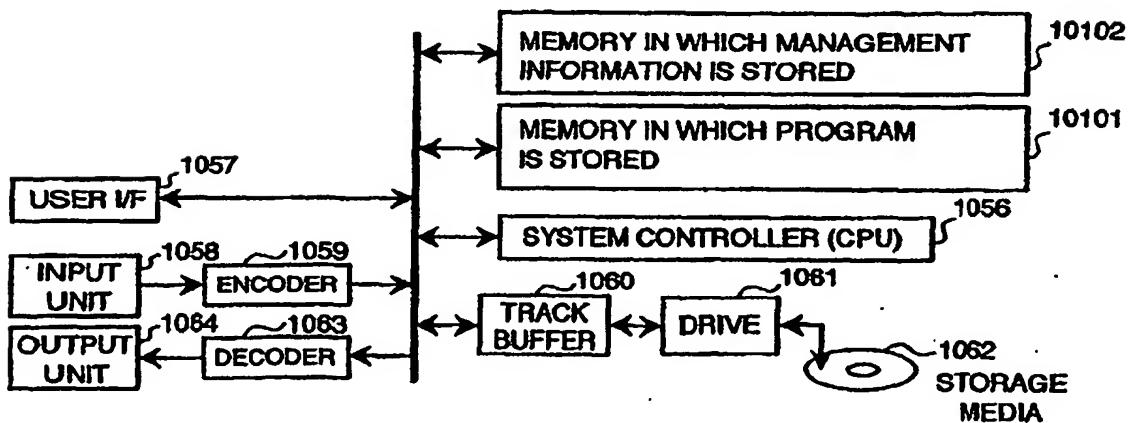 MEMORY IN WHICH MANAGEMENT
INFORMATION IS STORED
10102
MEMORY IN WHICH PROGRAM
IS STORED
10101
1057
USER I/F
SYSTEM CONTROLLER (CPU)
1056
1058
INPUT
UNIT
1059
ENCODER
1060
TRACK
BUFFER
1061
DRIVE
1064
OUTPUT
UNIT
1063
DECODER
1062
STORAGE
MEDIA